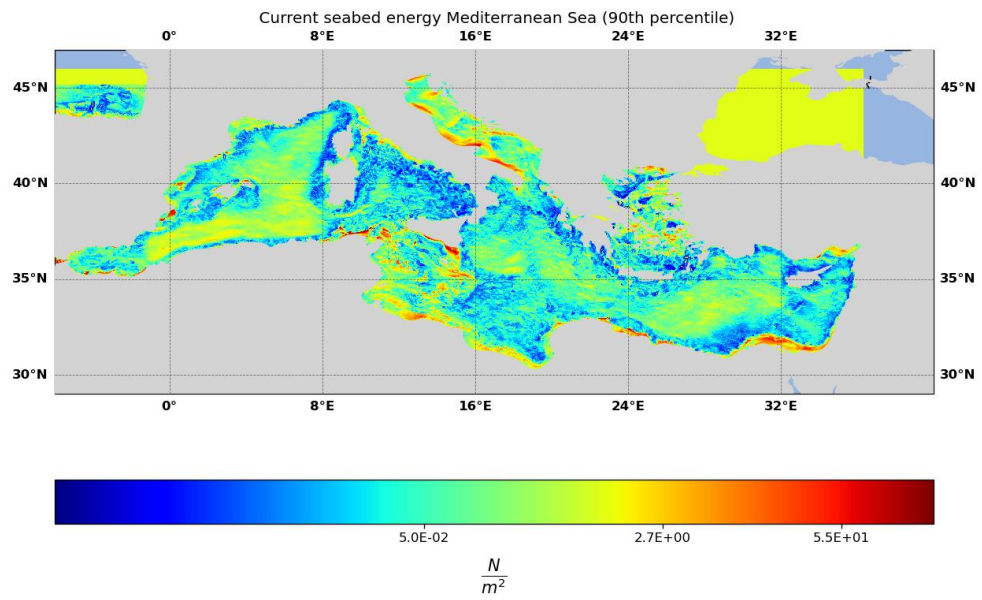 Current seabed energy Mediterranean Sea (90th percentile)
0° 8°E 16°E 24°E 32°E
45°N 45°N
40°N 40°N
35°N 35°N
30°N 30°N
0° 8°E 16°E 24°E 32°E
5.0E-02 2.7E+00 5.5E+01
N
m²